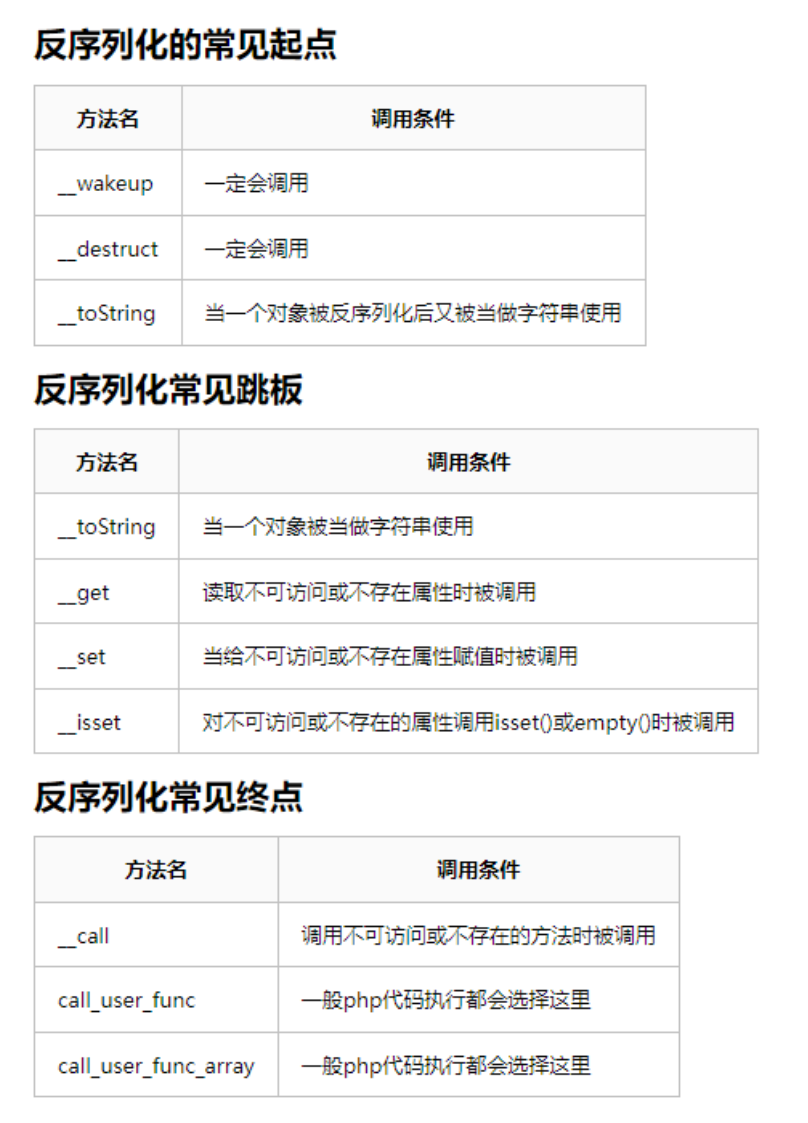 反序列化的常见起点
方法名 调用条件
__wakeup 一定会调用
__destruct 一定会调用
__toString 当一个对象被反序列化后又被当做字符串使用
反序列化常见跳板
方法名 调用条件
__toString 当一个对象被当做字符串使用
__get 读取不可访问或不存在属性时被调用
__set 当给不可访问或不存在属性赋值时被调用
__isset 对不可访问或不存在的属性调用isset()或empty()时被调用
反序列化常见终点
方法名 调用条件
__call 调用不可访问或不存在的方法时被调用
call_user_func 一般php代码执行都会选择这里
call_user_func_array 一般php代码执行都会选择这里